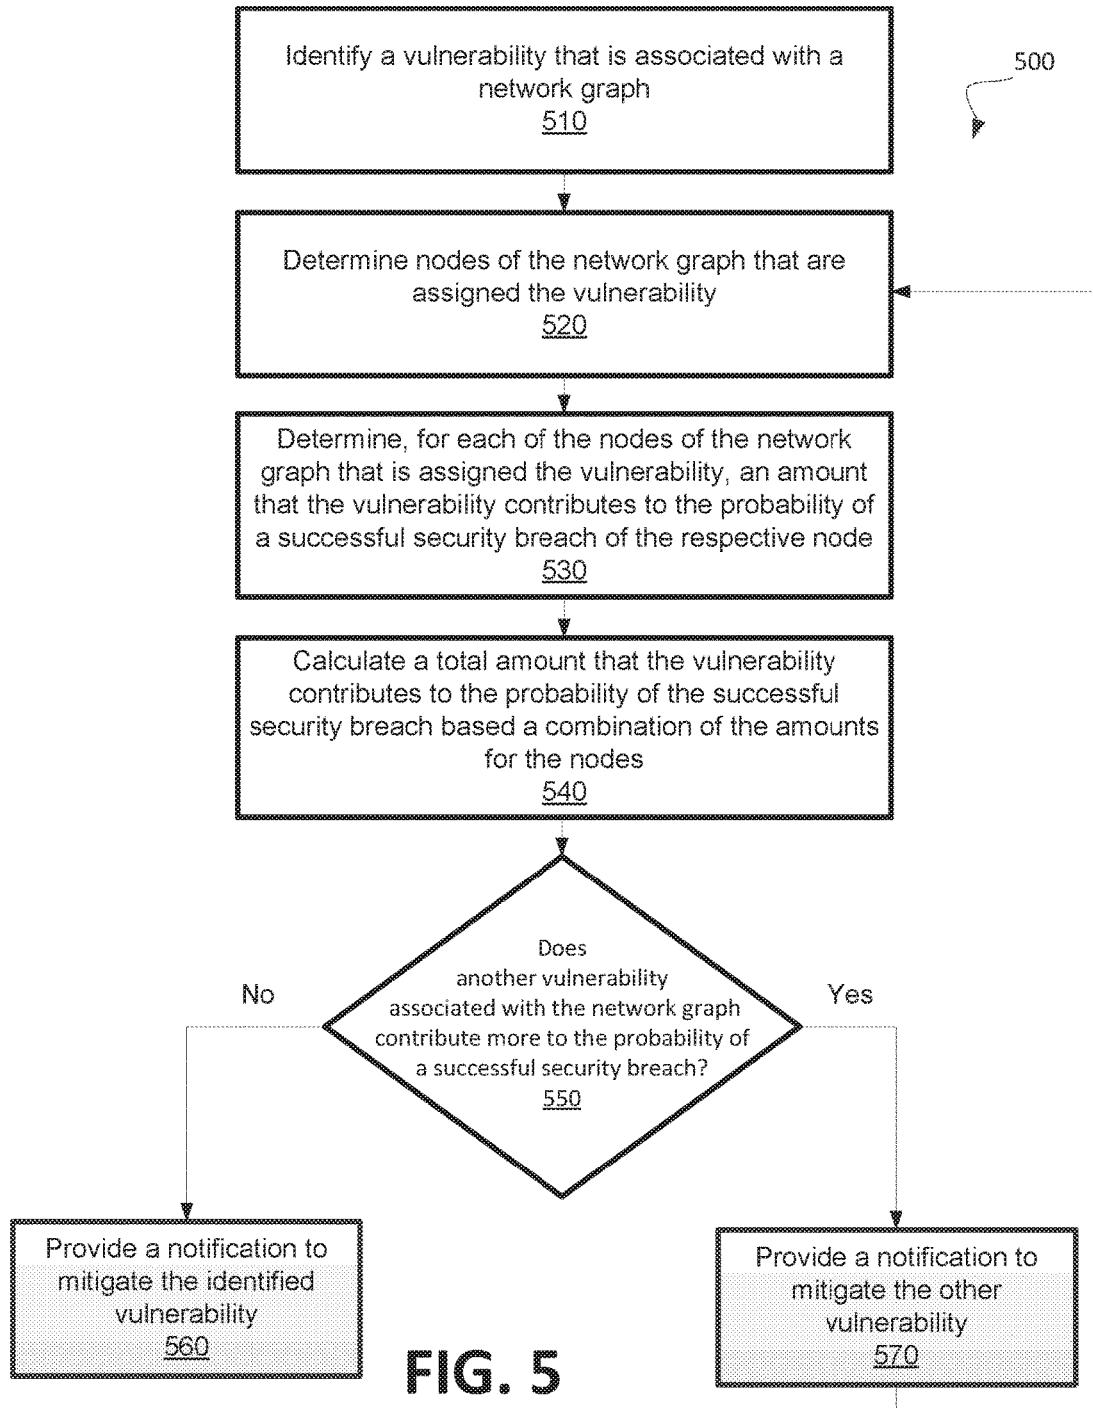 Identify a vulnerability that is associated with a
network graph
510
500
Determine nodes of the network graph that are
assigned the vulnerability
520
Determine, for each of the nodes of the network
graph that is assigned the vulnerability, an amount
that the vulnerability contributes to the probability of
a successful security breach of the respective node
530
Calculate a total amount that the vulnerability
contributes to the probability of the successful
security breach based a combination of the amounts
for the nodes
540
Does
another vulnerability
associated with the network graph
contribute more to the probability of
a successful security breach?
550
No
Yes
Provide a notification to
mitigate the identified
vulnerability
560
Provide a notification to
mitigate the other
vulnerability
570
FIG. 5